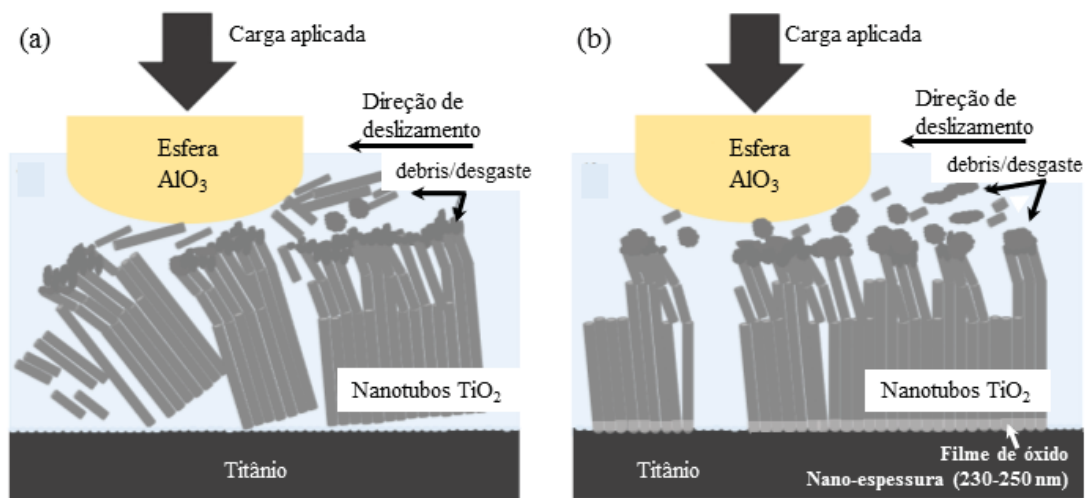 (a)
Carga aplicada
Direção de
deslizamento
Esfera
AlO₃
debris/desgaste
Nanotubos TiO₂
Titânio
(b)
Carga aplicada
Direção de
deslizamento
Esfera
AlO₃
debris/desgaste
Nanotubos TiO₂
Titânio
Filme de óxido
Nano-espessura (230-250 nm)